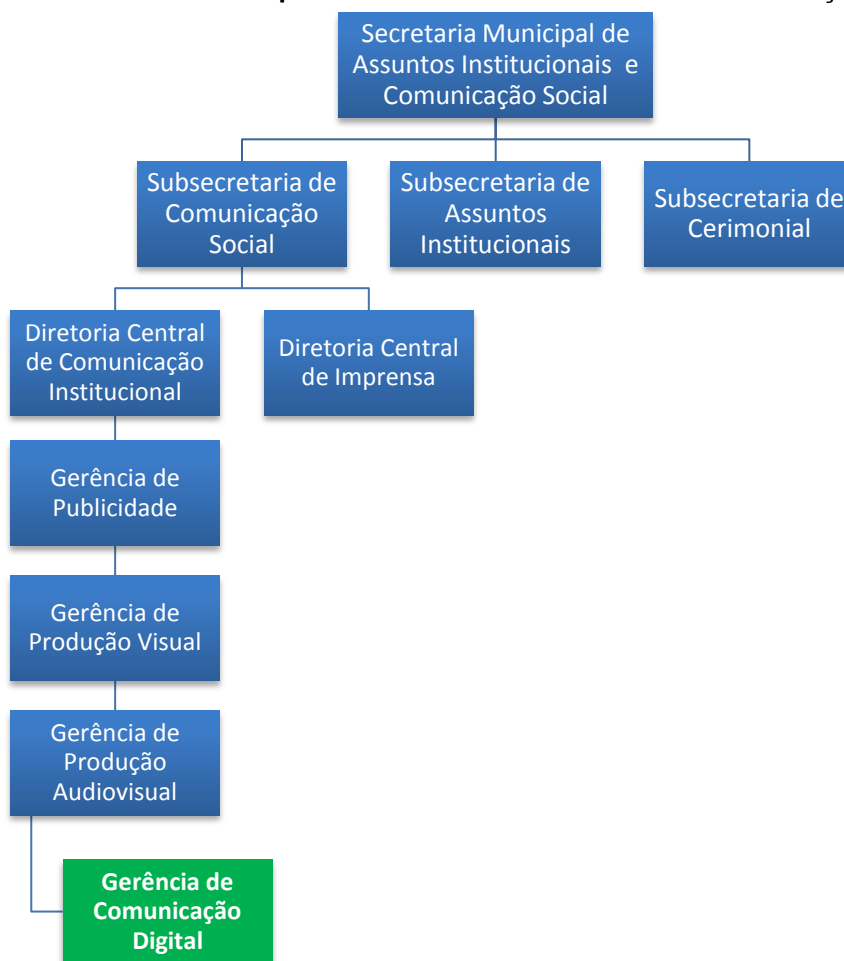 Secretaria Municipal de
Assuntos Institucionais e
Comunicação Social
Subsecretaria de
Comunicação
Social
Subsecretaria de
Assuntos
Institucionais
Subsecretaria de
Cerimonial
Diretoria Central
de Comunicação
Institucional
Diretoria Central
de Imprensa
Gerência de
Publicidade
Gerência de
Produção Visual
Gerência de
Produção
Audiovisual
Gerência de
Comunicação
Digital